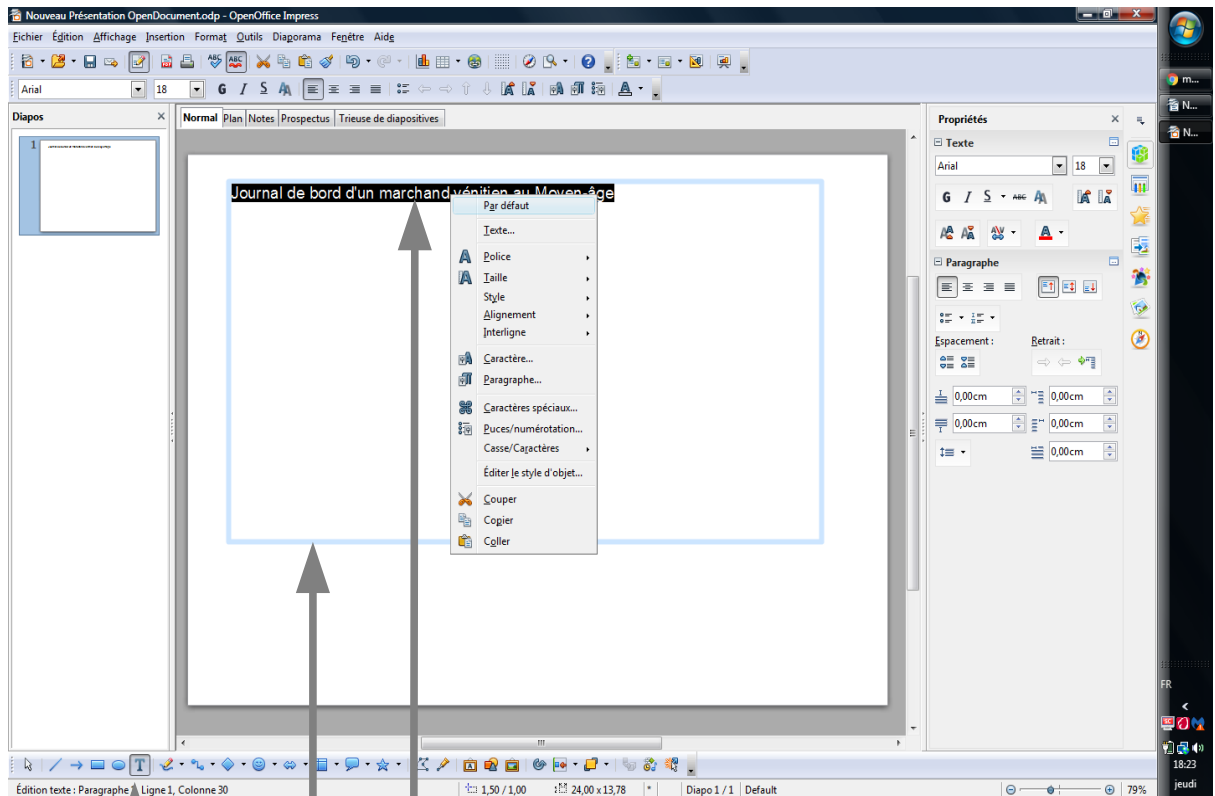 Nouveau Présentation OpenDocument.odp - OpenOffice Impress
Fichier Édition Affichage Insertion Format Outils Diaporama Fenêtre Aide
Arial 18 G I S
Diapos
1
Normal Plan Notes Prospectus Trieuse de diapositives
Journal de bord d'un marchand vénitien au Moyen-âge
Par défaut
Texte...
Police
Taille
Style
Alignement
Interligne
Caractère...
Paragraphe...
Caractères spéciaux...
Puces/numérotation...
Casse/Caractères
Éditer le style d'objet...
Couper
Copier
Coller
Propriétés
Texte
Arial 18
G I S ABC
Paragraphe
Espacement : Retrait :
0,00cm 0,00cm
0,00cm 0,00cm
0,00cm
Édition texte : Paragraphe Ligne 1, Colonne 30 1,50 / 1,00 24,00 x 13,78 * Diapo 1 / 1 Default 79%
m...
N...
N...
FR
18:23
jeudi